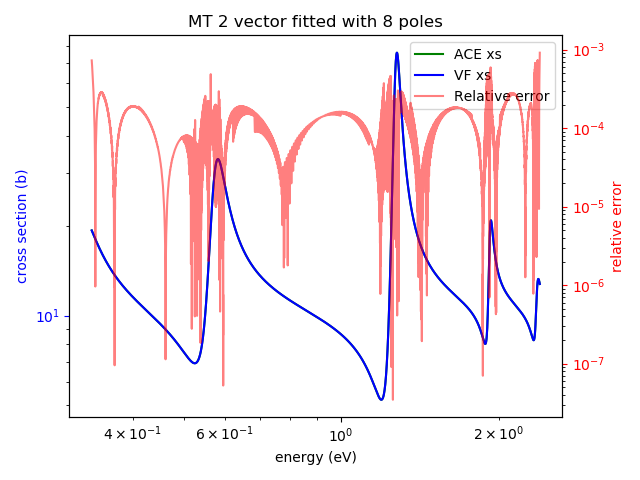 MT 2 vector fitted with 8 poles
ACE xs
VF xs
Relative error
cross section (b)
10^1
10^-3
10^-4
10^-5
10^-6
10^-7
relative error
4 × 10^-1
6 × 10^-1
10^0
2 × 10^0
energy (eV)